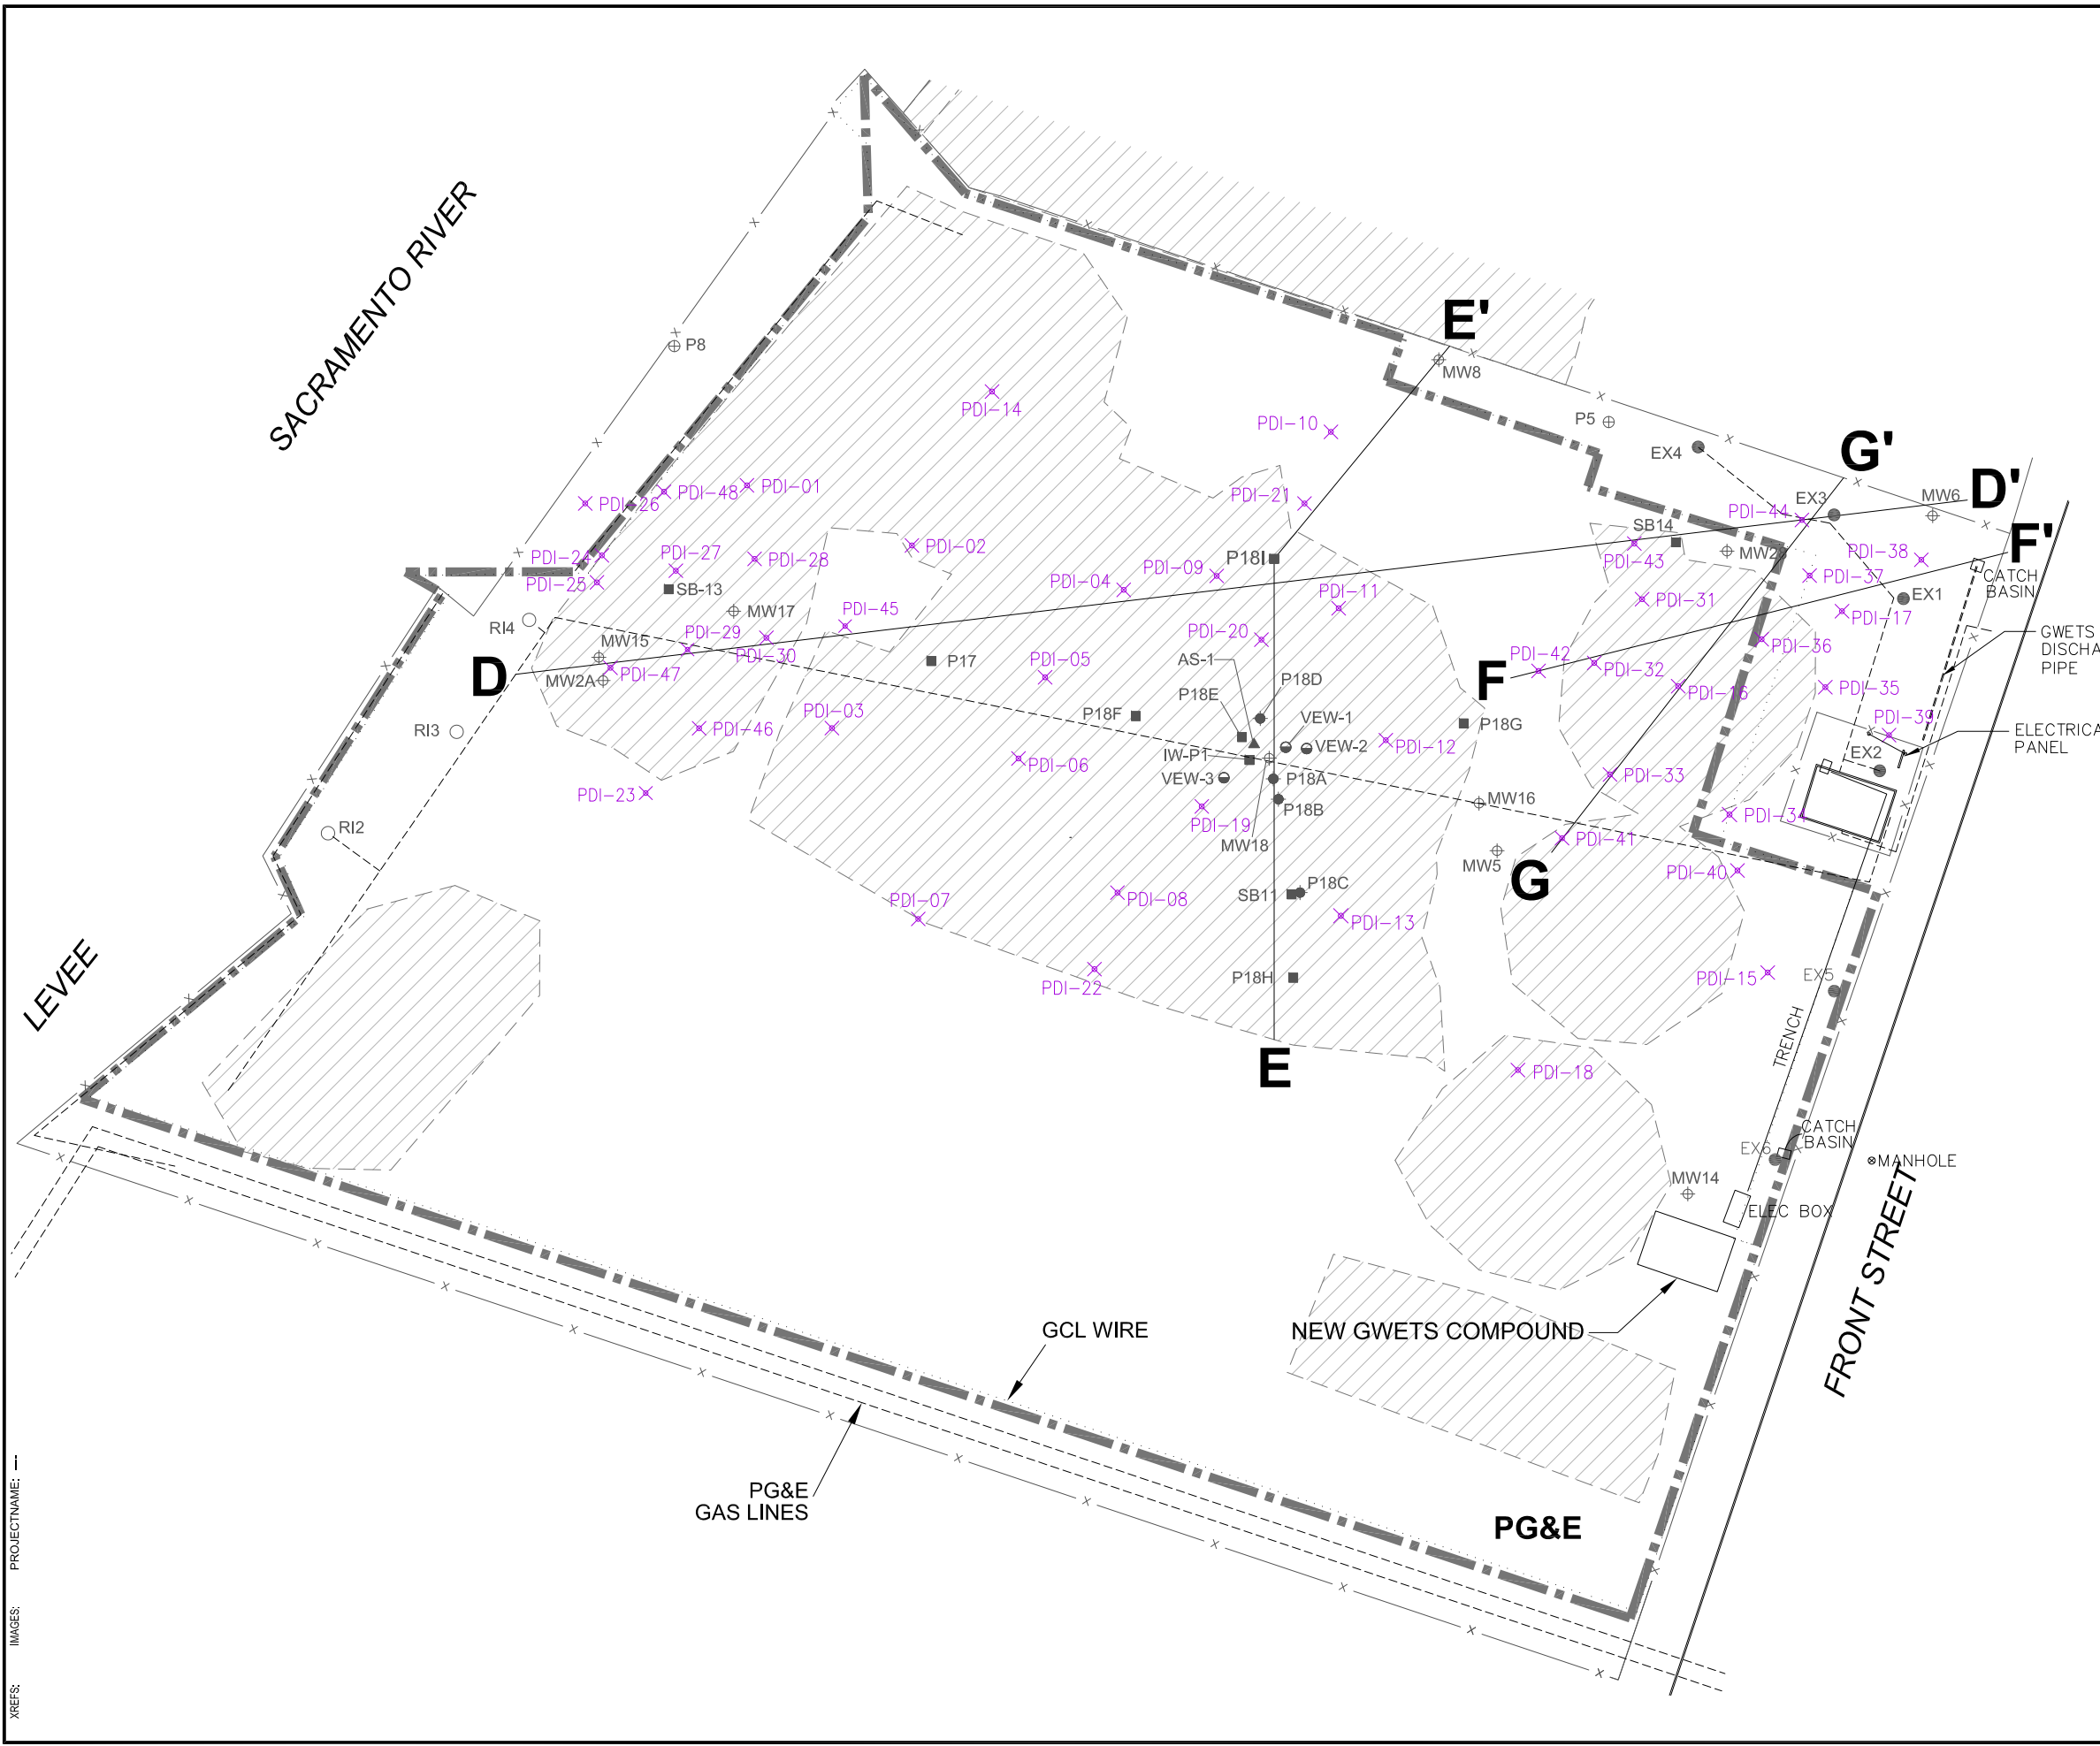 SACRAMENTO RIVER
P8
E'
MW8
PDI-14
PDI-10
P5
EX4
G'
D'
PDI-26
PDI-48
PDI-01
PDI-21
PDI-44
EX3
MW6
F'
PDI-24
PDI-25
PDI-27
PDI-28
PDI-02
P18I
SB14
PDI-43
PDI-38
CATCH
BASIN
SB-13
MW17
PDI-04
PDI-09
PDI-11
PDI-31
PDI-37
EX1
PDI-17
RI4
MW15
PDI-29
PDI-30
PDI-45
PDI-20
PDI-36
GWETS
PIPE
D
MW2A
PDI-47
P17
PDI-05
AS-1
P18D
F
PDI-42
PDI-32
PDI-16
PDI-35
RI3
PDI-46
PDI-03
P18F
P18E
VEW-1
VEW-2
PDI-12
P18G
PDI-39
PANEL
PDI-06
IW-P1
VEW-3
P18A
P18B
PDI-33
EX2
PDI-23
PDI-19
MW18
MW16
PDI-34
RI2
MW5
PDI-41
G
PDI-40
PDI-07
PDI-08
SB11
P18C
PDI-13
LEVEE
PDI-22
P18H
PDI-15
EX5
E
PDI-18
TRENCH
CATCH
BASIN
EX6
MANHOLE
MW14
ELEC BOX
FRONT STREET
GCL WIRE
NEW GWETS COMPOUND
PG&E
GAS LINES
PG&E
PROJECTNAME: ---
IMAGES:
XREFS: